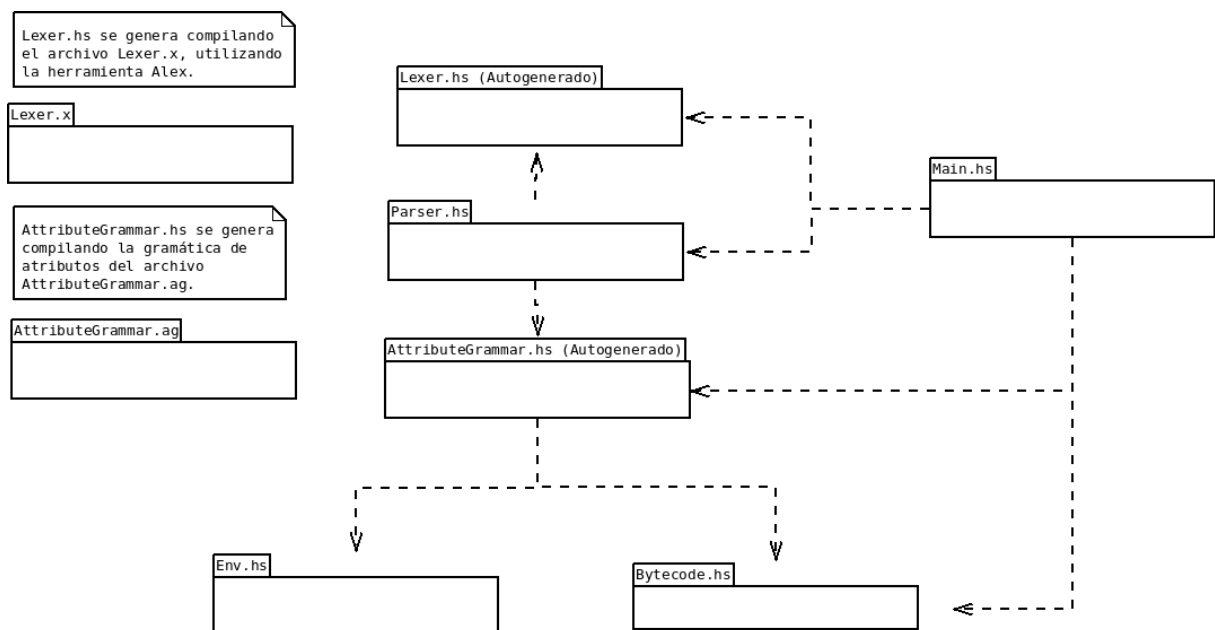 Lexer.hs se genera compilando
el archivo Lexer.x, utilizando
la herramienta Alex.
Lexer.x
AttributeGrammar.hs se genera
compilando la gramática de
atributos del archivo
AttributeGrammar.ag.
AttributeGrammar.ag
Lexer.hs (Autogenerado)
Parser.hs
AttributeGrammar.hs (Autogenerado)
Main.hs
Env.hs
Bytecode.hs